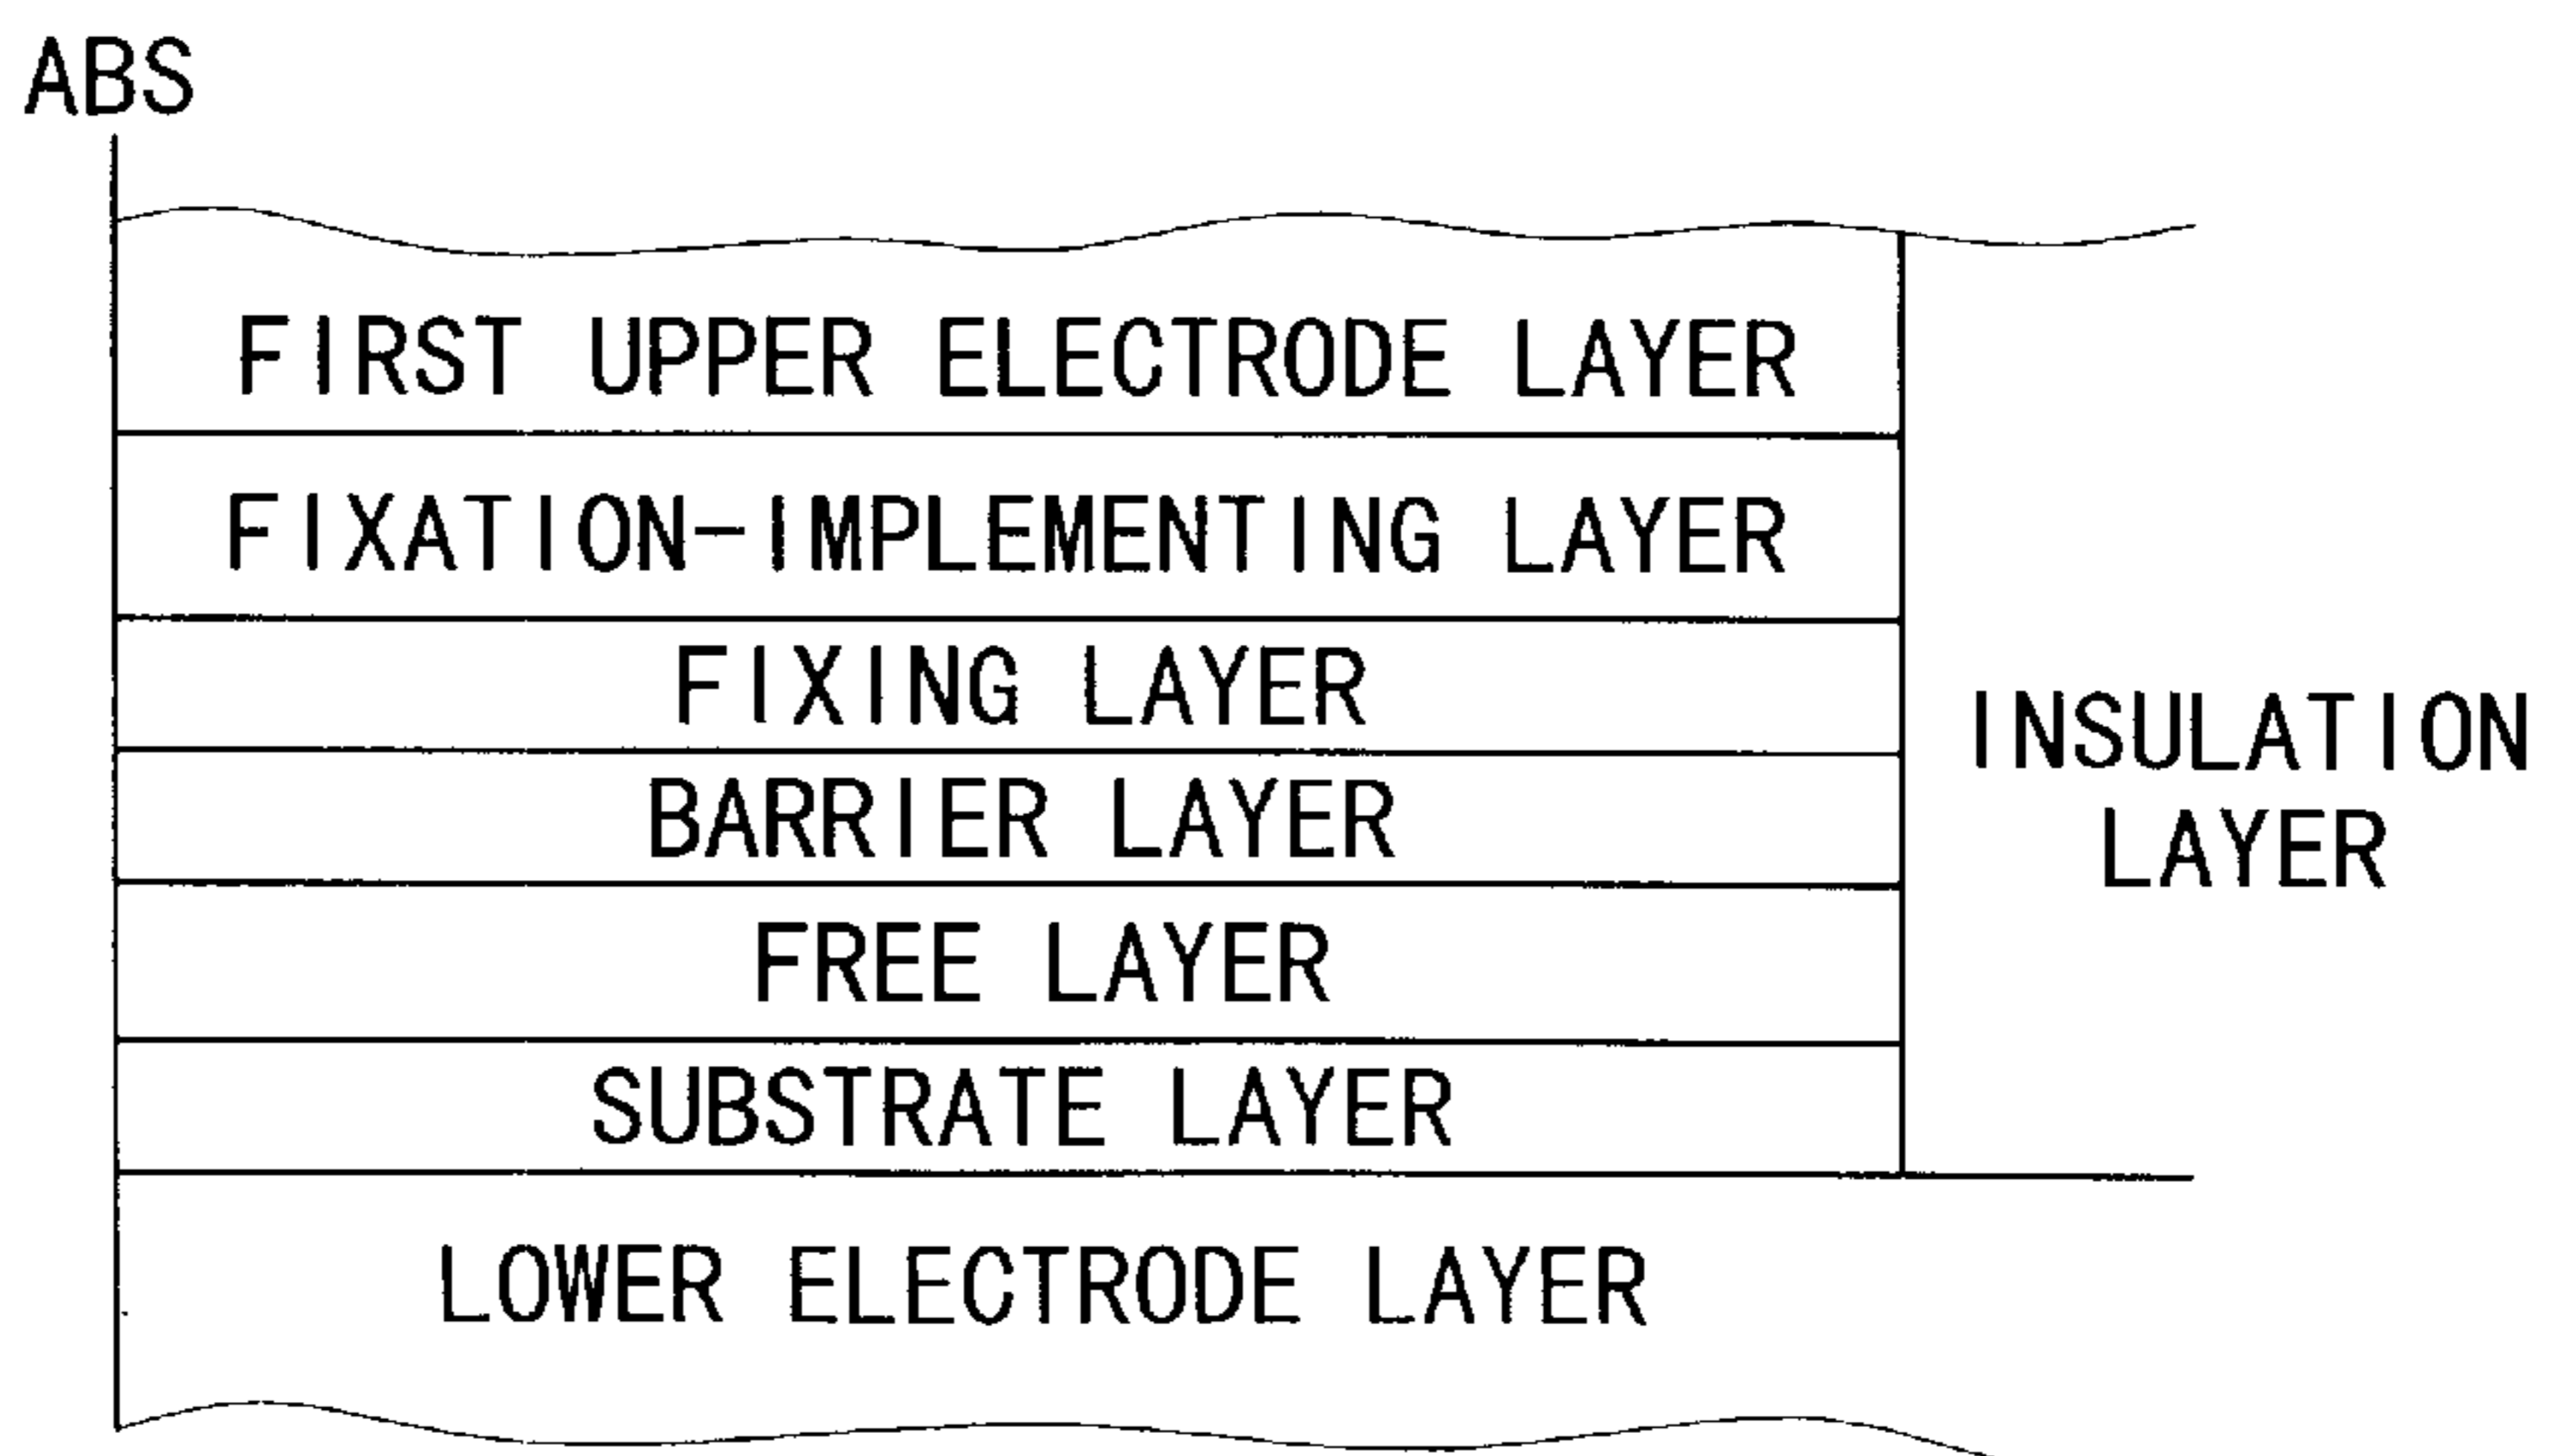 ABS
FIRST UPPER ELECTRODE LAYER
FIXATION-IMPLEMENTING LAYER
FIXING LAYER
BARRIER LAYER
FREE LAYER
SUBSTRATE LAYER
LOWER ELECTRODE LAYER
INSULATION
LAYER